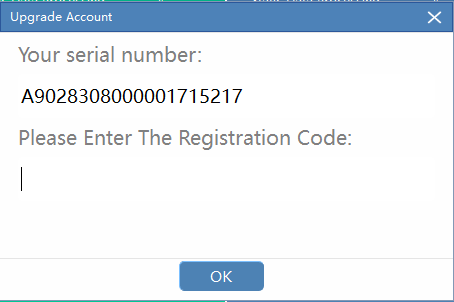 Upgrade Account
Your serial number:
A9028308000001715217
Please Enter The Registration Code:
OK